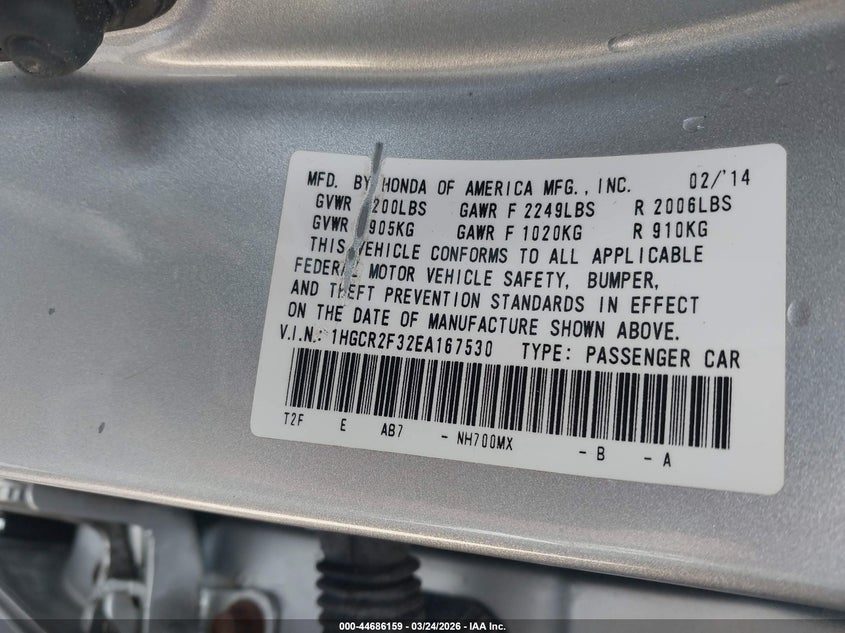 MFD. BY HONDA OF AMERICA MFG., INC. 02/'14
GVWR 200LBS GAWR F 2249LBS R 2006LBS
GVWR 905KG GAWR F 1020KG R 910KG
THIS VEHICLE CONFORMS TO ALL APPLICABLE
FEDERAL MOTOR VEHICLE SAFETY, BUMPER,
AND THEFT PREVENTION STANDARDS IN EFFECT
ON THE DATE OF MANUFACTURE SHOWN ABOVE.
V.I.N.: 1HGCR2F32EA167530 TYPE: PASSENGER CAR
T2F E AB7 - NH700MX - B - A
000-44686159 - 03/24/2026 - IAA Inc.